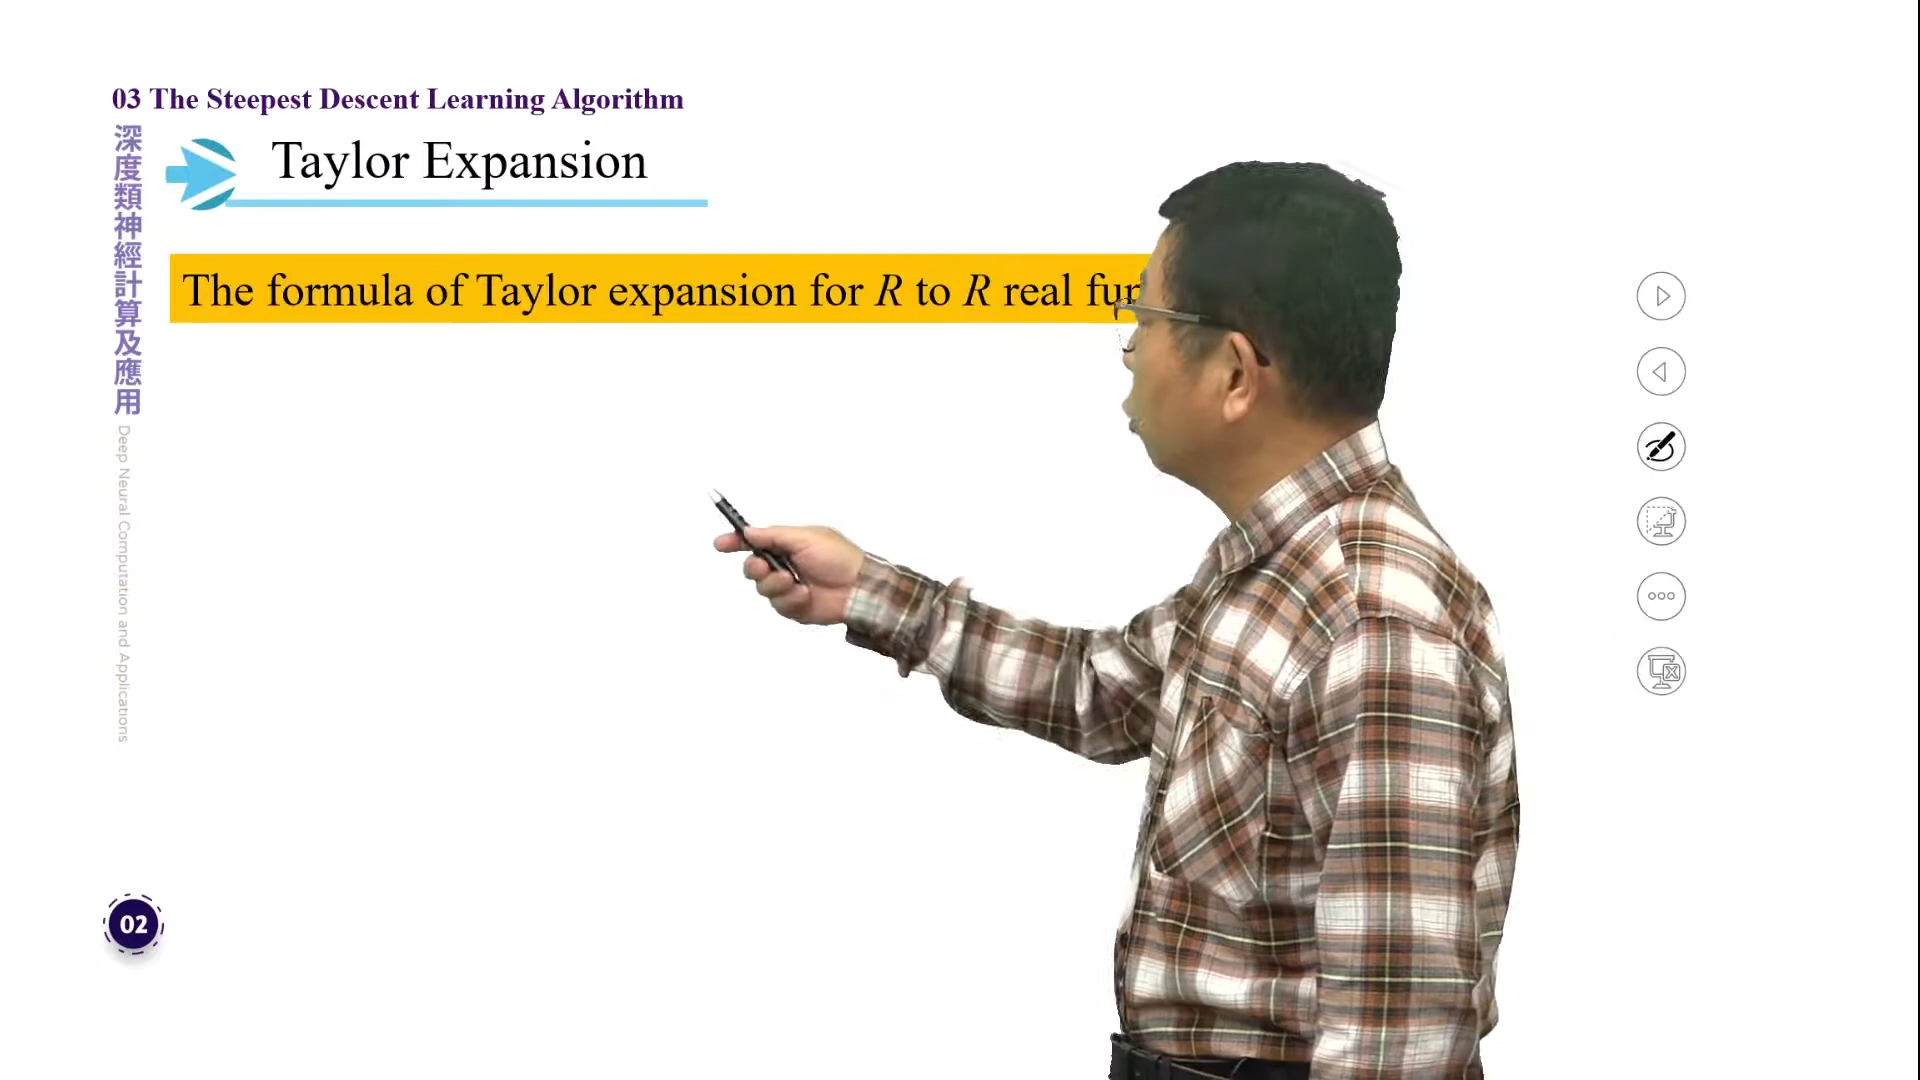 03 The Steepest Descent Learning Algorithm
Taylor Expansion
The formula of Taylor expansion for R to R real
深度類神經計算及應用
Deep Neural Computation and Applications
02